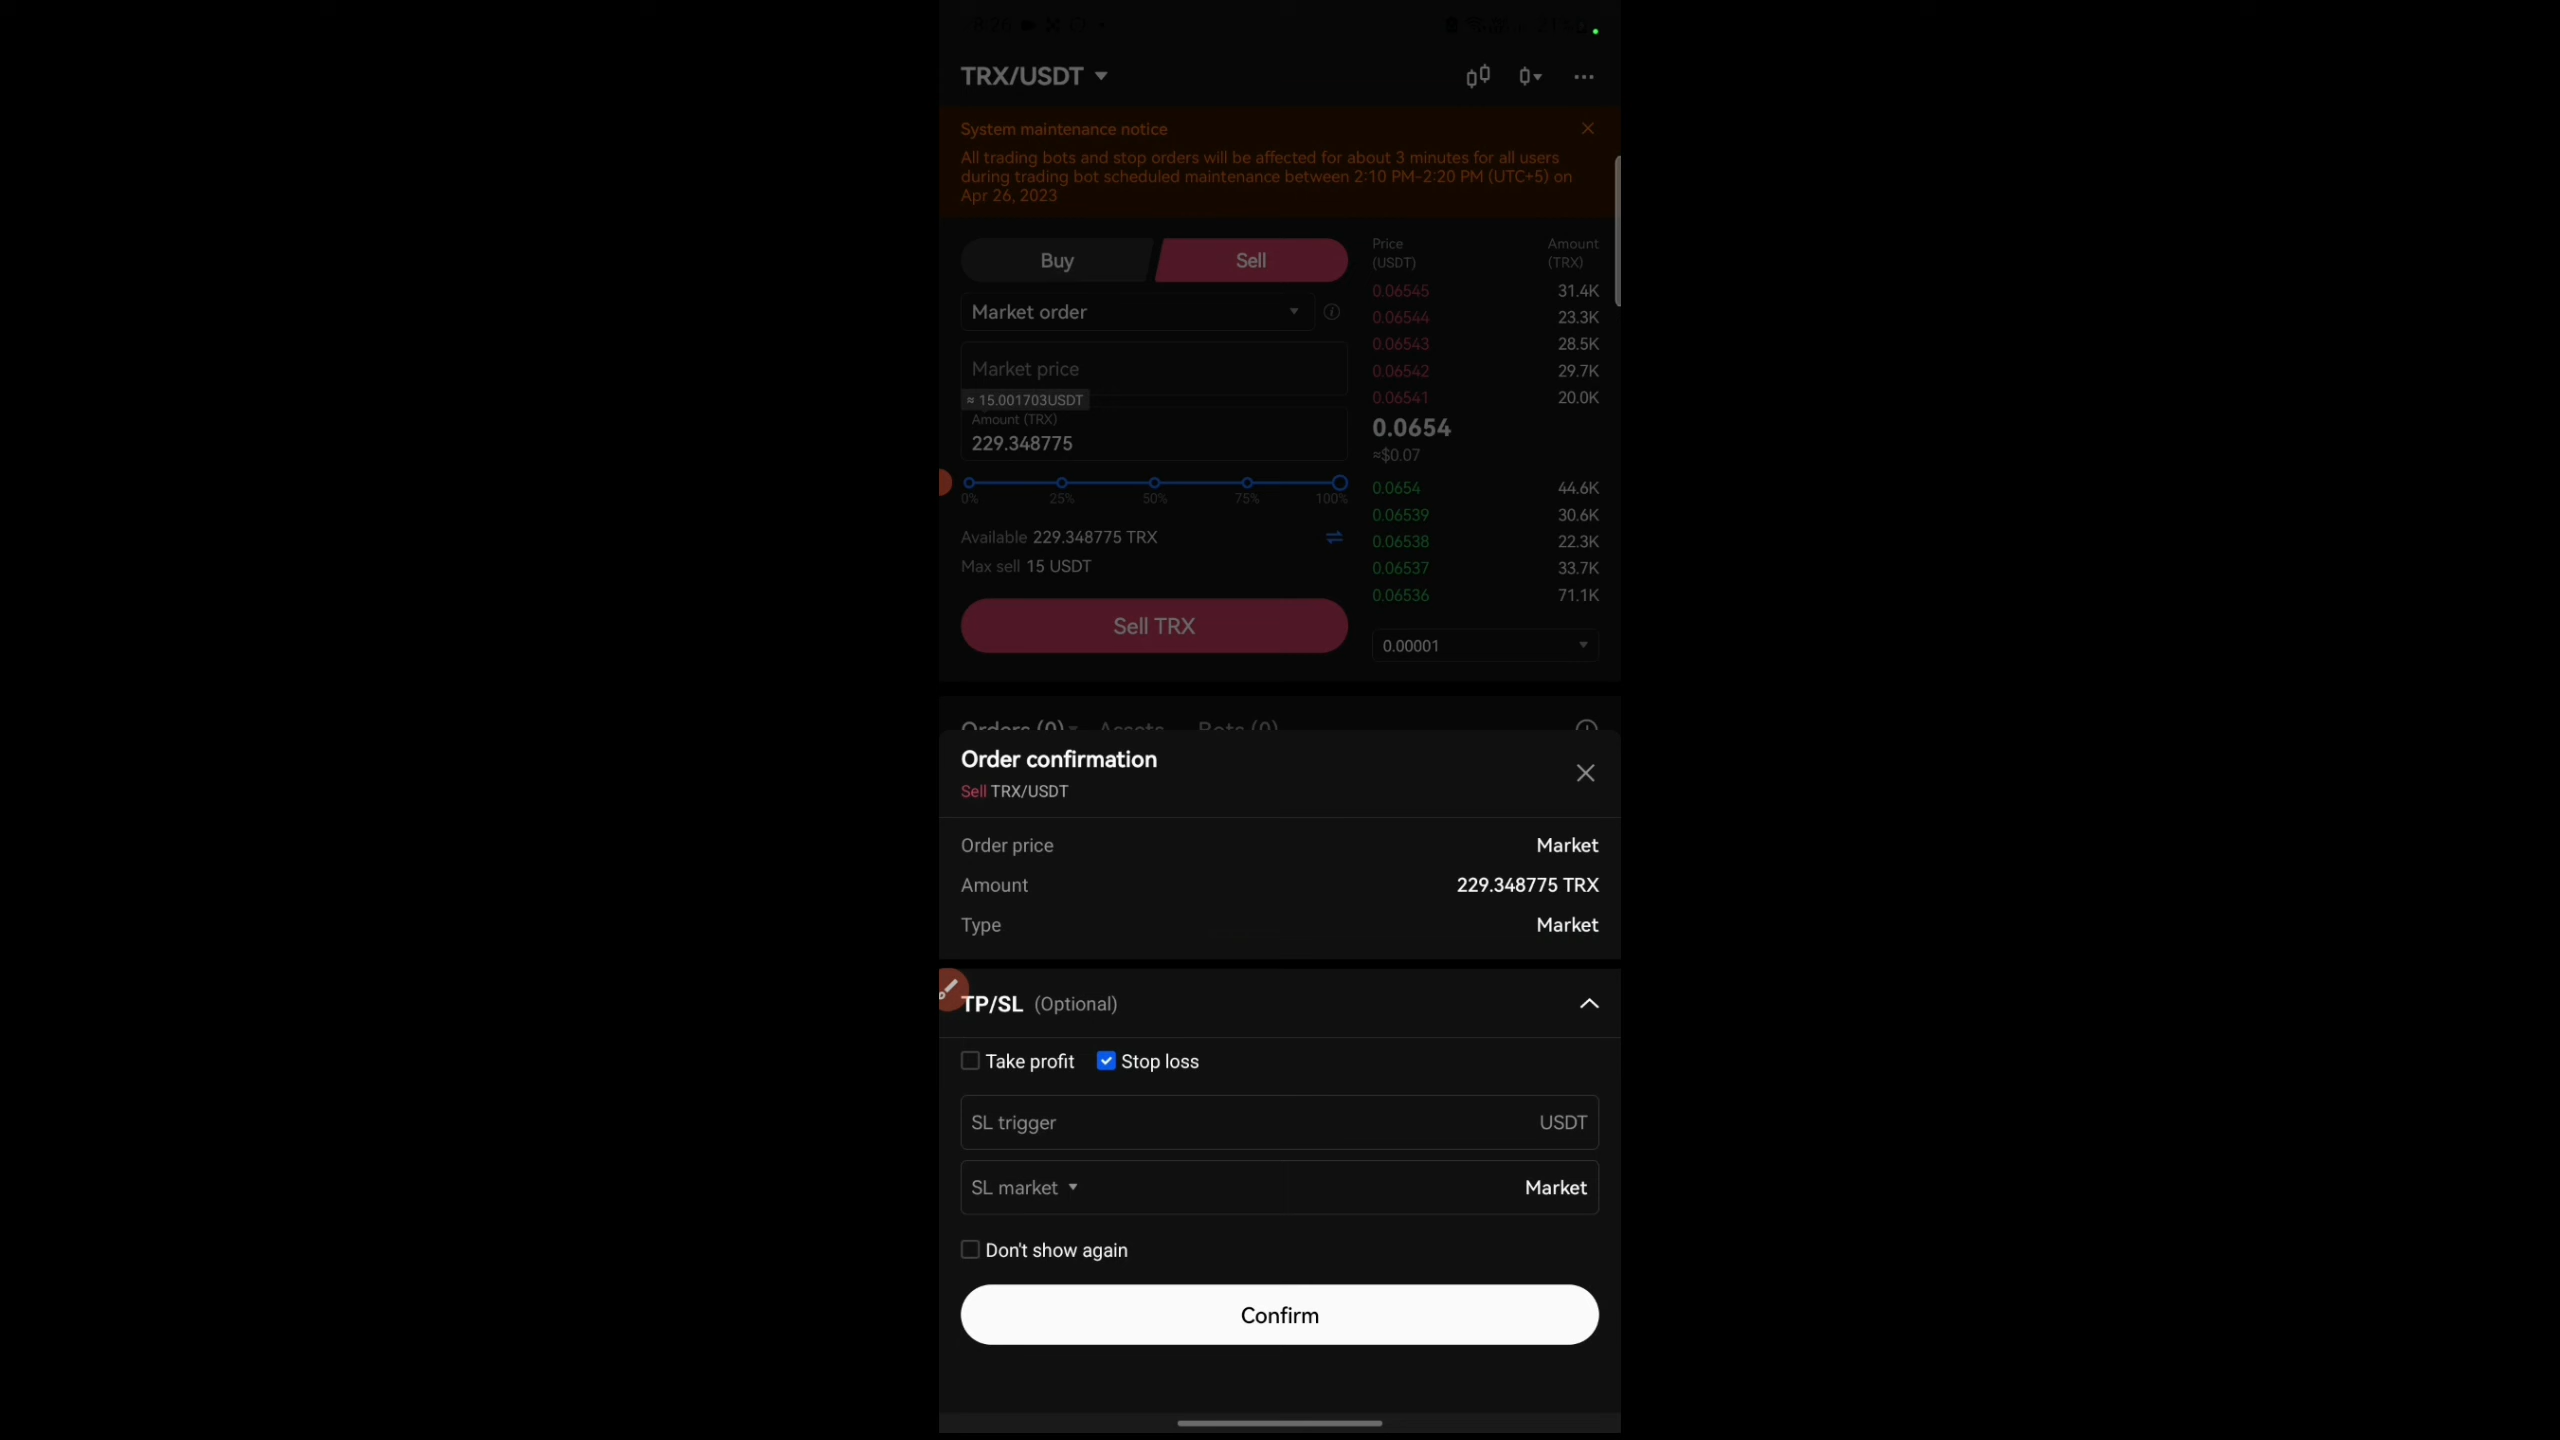 TRX/USDT
System maintenance notice
All trading bots and stop orders will be affected for about 3 minutes for all users
during trading bot scheduled maintenance between 2:10 PM-2:20 PM (UTC+5) on
Apr 26, 2023
Buy Sell
Price Amount
(USDT) (TRX)
0.06545 31.4K
Market order
0.06544 23.3K
0.06543 28.5K
Market price
0.06542 29.7K
0.06541 20.0K
≈ 15.001703USDT
Amount (TRX)
229.348775
0.0654
≈$0.07
0% 25% 50% 75% 100%
0.0654 44.6K
0.06539 30.6K
Available 229.348775 TRX
0.06538 22.3K
Max sell 15 USDT
0.06537 33.7K
0.06536 71.1K
Sell TRX
0.00001
Orders (0) Assets Bots (0)
Order confirmation
Sell TRX/USDT
Order price Market
Amount 229.348775 TRX
Type Market
TP/SL (Optional)
Take profit Stop loss
SL trigger USDT
SL market Market
Don't show again
Confirm